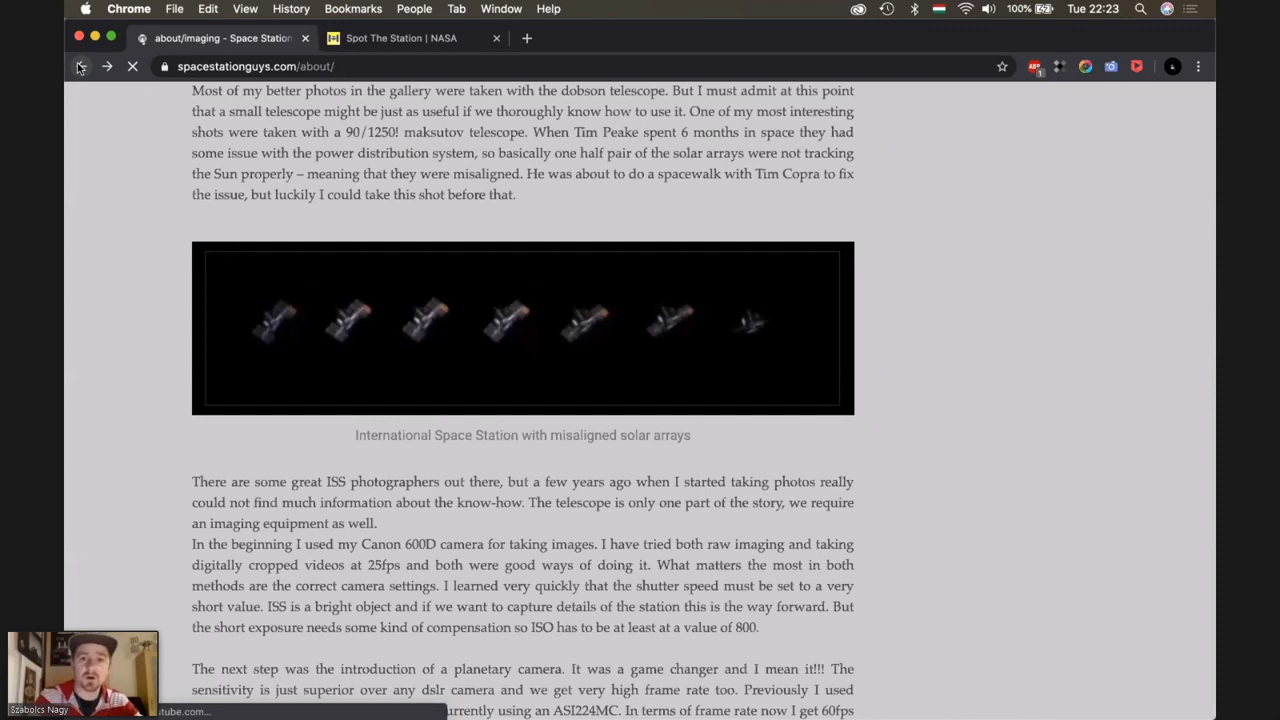 Chrome File Edit View History Bookmarks People Tab Window Help 100% Tue 22:23
about/imaging - Space Station Spot The Station | NASA
spacestationguys.com/about/
Most of my better photos in the gallery were taken with the dobson telescope. But I must admit at this point
that a small telescope might be just as useful if we thoroughly know how to use it. One of my most interesting
shots were taken with a 90/1250! maksutov telescope. When Tim Peake spent 6 months in space they had
some issue with the power distribution system, so basically one half pair of the solar arrays were not tracking
the Sun properly – meaning that they were misaligned. He was about to do a spacewalk with Tim Copra to fix
the issue, but luckily I could take this shot before that.
International Space Station with misaligned solar arrays
There are some great ISS photographers out there, but a few years ago when I started taking photos really
could not find much information about the know-how. The telescope is only one part of the story, we require
an imaging equipment as well.
In the beginning I used my Canon 600D camera for taking images. I have tried both raw imaging and taking
digitally cropped videos at 25fps and both were good ways of doing it. What matters the most in both
methods are the correct camera settings. I learned very quickly that the shutter speed must be set to a very
short value. ISS is a bright object and if we want to capture details of the station this is the way forward. But
the short exposure needs some kind of compensation so ISO has to be at least at a value of 800.
The next step was the introduction of a planetary camera. It was a game changer and I mean it!!! The
sensitivity is just superior over any dslr camera and we get very high frame rate too. Previously I used
urrently using an ASI224MC. In terms of frame rate now I get 60fps
Szabolcs Nagy
utube.com...